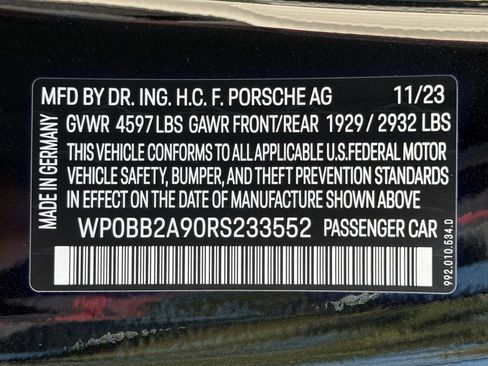 MFD BY DR. ING. H.C. F. PORSCHE AG 11/23
GVWR 4597 LBS GAWR FRONT/REAR 1929 / 2932 LBS
THIS VEHICLE CONFORMS TO ALL APPLICABLE U.S.FEDERAL MOTOR
VEHICLE SAFETY, BUMPER, AND THEFT PREVENTION STANDARDS
IN EFFECT ON THE DATE OF MANUFACTURE SHOWN ABOVE
WP0BB2A90RS233552 PASSENGER CAR
MADE IN GERMANY
992.010.534.0